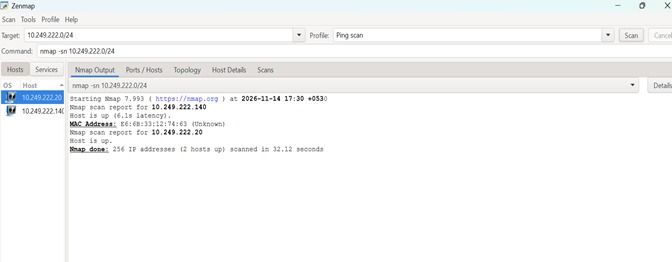 Zenmap
Scan Tools Profile Help
Target: 10.249.222.0/24 Profile: Ping scan Scan Cancel
Command: nmap -sn 10.249.222.0/24
Hosts Services Nmap Output Ports / Hosts Topology Host Details Scans
OS Host nmap -sn 10.249.222.0/24 Details
10.249.222.20
10.249.222.140
Starting Nmap 7.993 ( https://nmap.org ) at 2026-11-14 17:30 +0530
Nmap scan report for 10.249.222.140
Host is up (6.1s latency).
MAC Address: E6:6B:33:12:74:63 (Unknown)
Nmap scan report for 10.249.222.20
Host is up.
Nmap done: 256 IP addresses (2 hosts up) scanned in 32.12 seconds